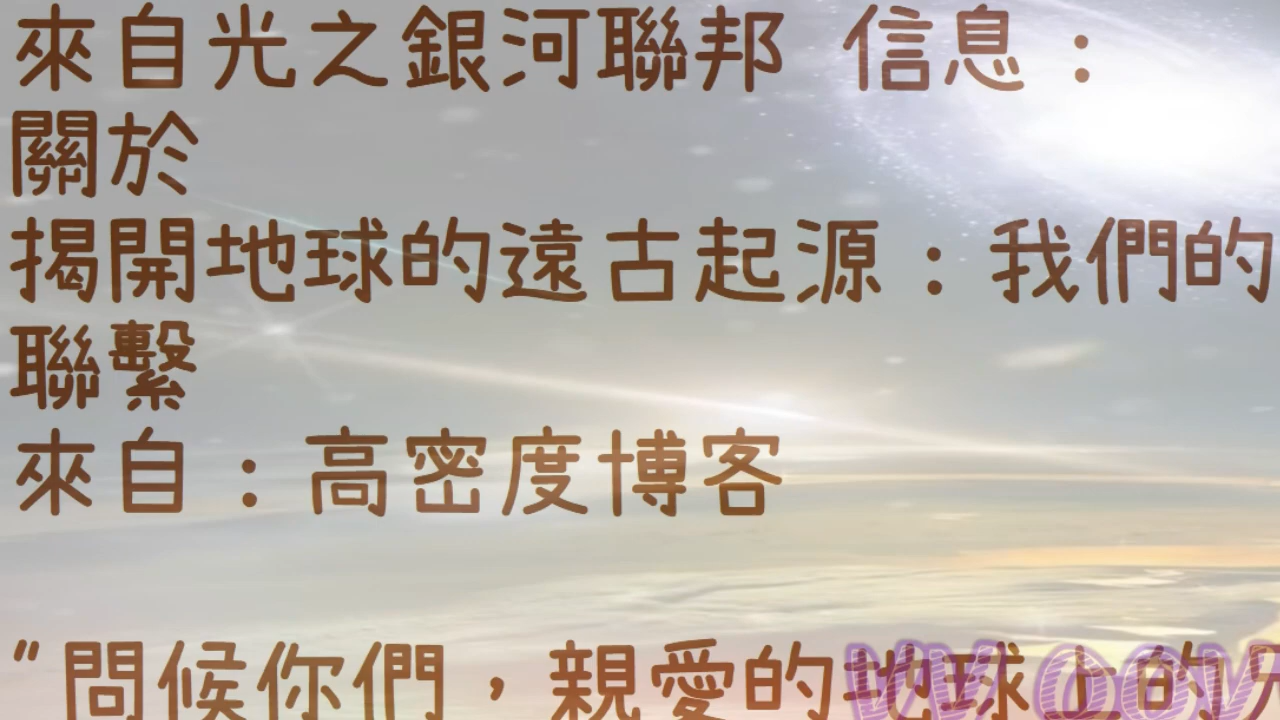 來自光之銀河聯邦 信息：
關於
揭開地球的遠古起源：我們的
聯繫
來自：高密度博客
"問候你們，親愛的地球上的